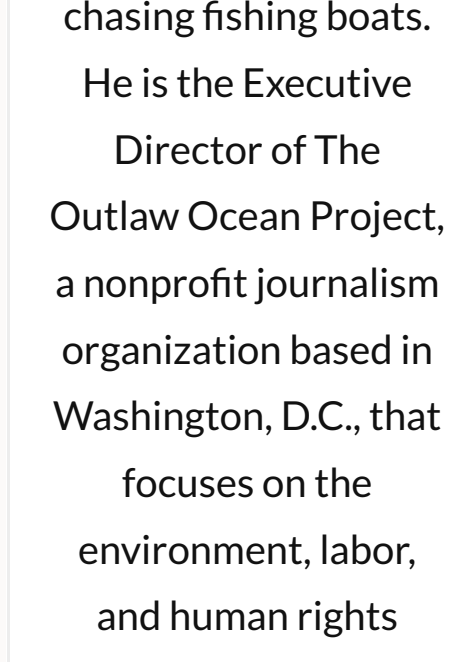 chasing fishing boats.
He is the Executive
Director of The
Outlaw Ocean Project,
a nonprofit journalism
organization based in
Washington, D.C., that
focuses on the
environment, labor,
and human rights